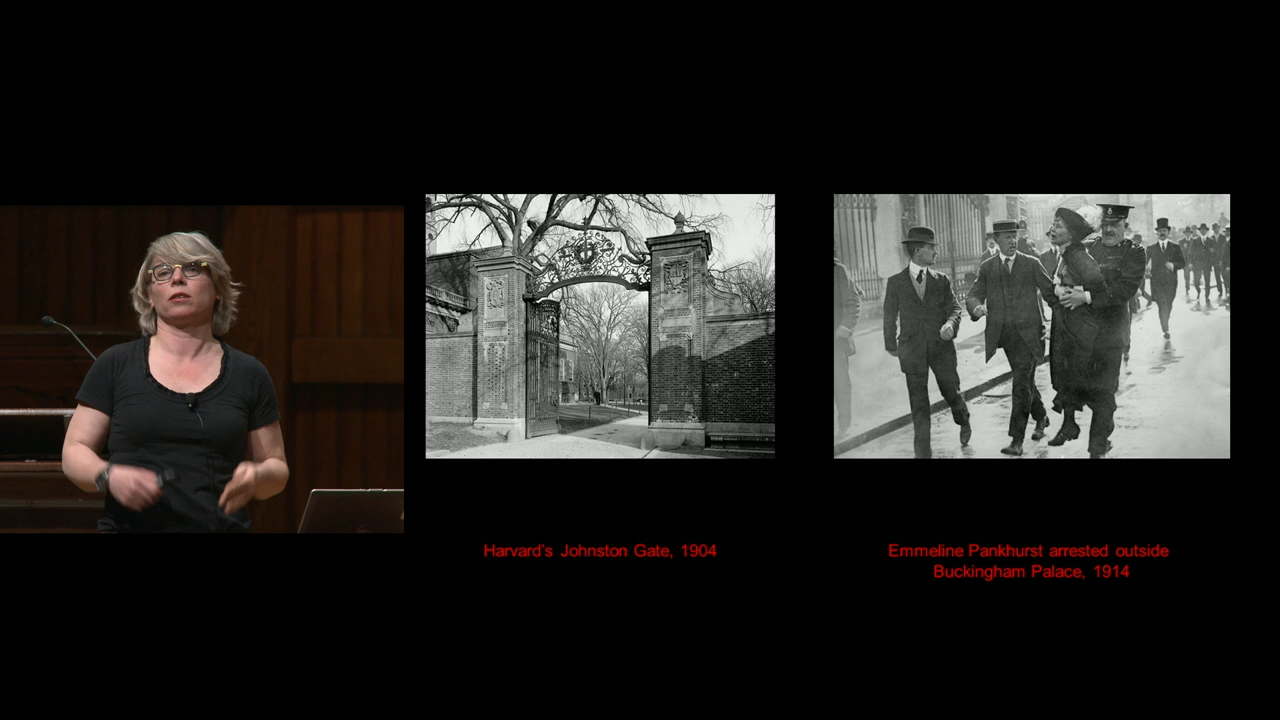 Harvard's Johnston Gate, 1904
Emmeline Pankhurst arrested outside
Buckingham Palace, 1914